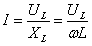 I = U_L / X_L = U_L / ωL